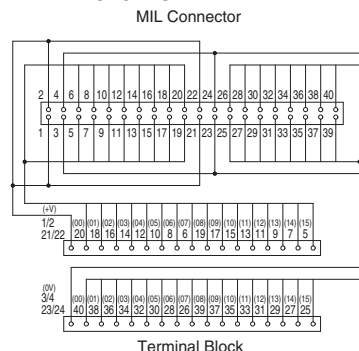 MIL Connector
2 4 6 8 10 12 14 16 18 20 22 24 26 28 30 32 34 36 38 40
1 3 5 7 9 11 13 15 17 19 21 23 25 27 29 31 33 35 37 39
(+V) (00) (01) (02) (03) (04) (05) (06) (07) (08) (09) (10) (11) (12) (13) (14) (15)
1/2
21/22 20 18 16 14 12 10 8 6 19 17 15 13 11 9 7 5
(0V)
3/4 (00) (01) (02) (03) (04) (05) (06) (07) (08) (09) (10) (11) (12) (13) (14) (15)
23/24 40 38 36 34 32 30 28 26 39 37 35 33 31 29 27 25
Terminal Block